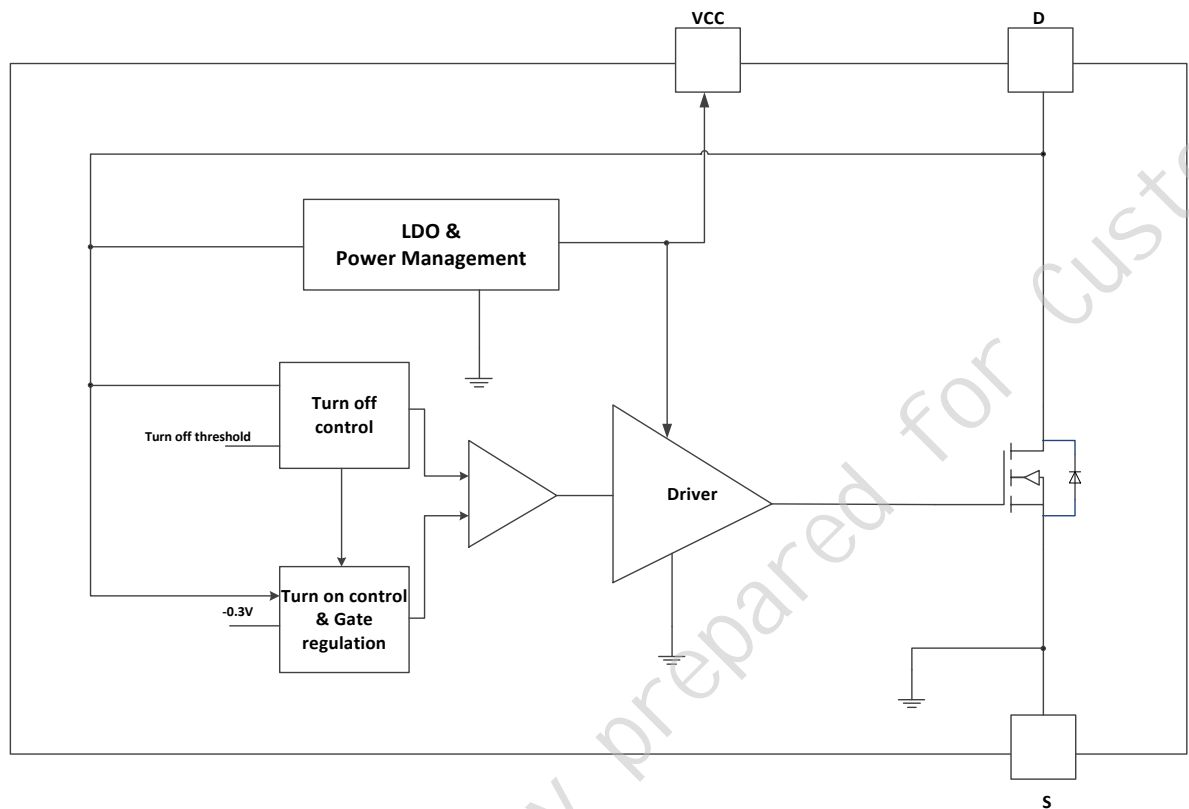 VCC
D
LDO &
Power Management
Turn off
control
Turn off threshold
Driver
Turn on control
& Gate
regulation
-0.3V
S
prepared for Custo